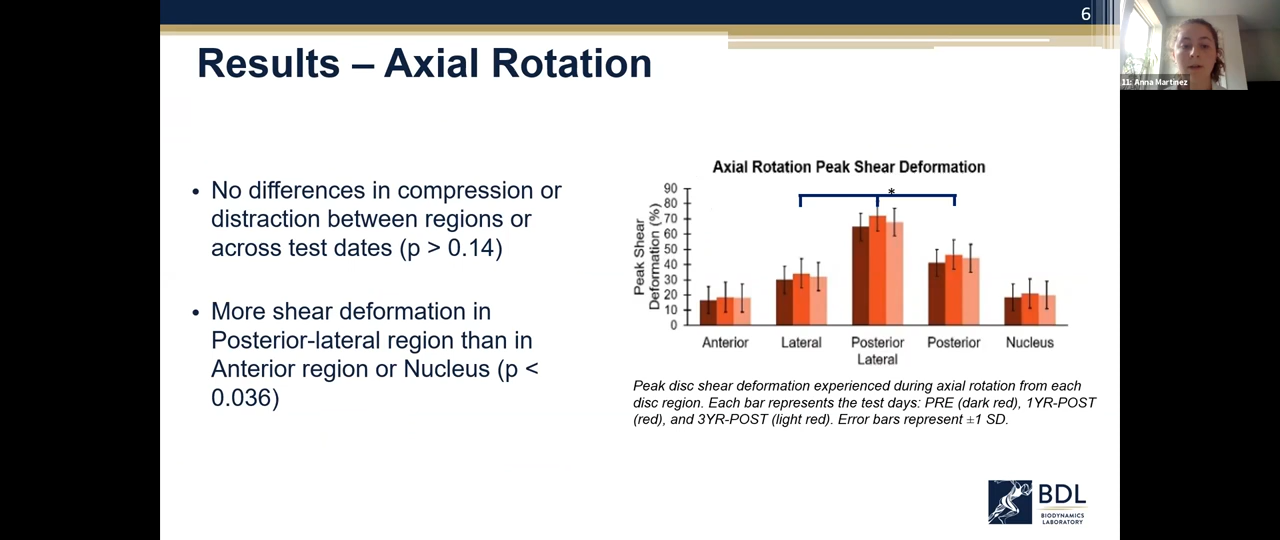 6
Results – Axial Rotation
11: Anna Martinez
• No differences in compression or
distraction between regions or
across test dates (p > 0.14)
• More shear deformation in
Posterior-lateral region than in
Anterior region or Nucleus (p <
0.036)
Axial Rotation Peak Shear Deformation
Peak Shear
Deformation (%)
90
80
70
60
50
40
30
20
10
0
*
Anterior
Lateral
Posterior
Lateral
Posterior
Nucleus
Peak disc shear deformation experienced during axial rotation from each
disc region. Each bar represents the test days: PRE (dark red), 1YR-POST
(red), and 3YR-POST (light red). Error bars represent ±1 SD.
BDL
BIODYNAMICS
LABORATORY